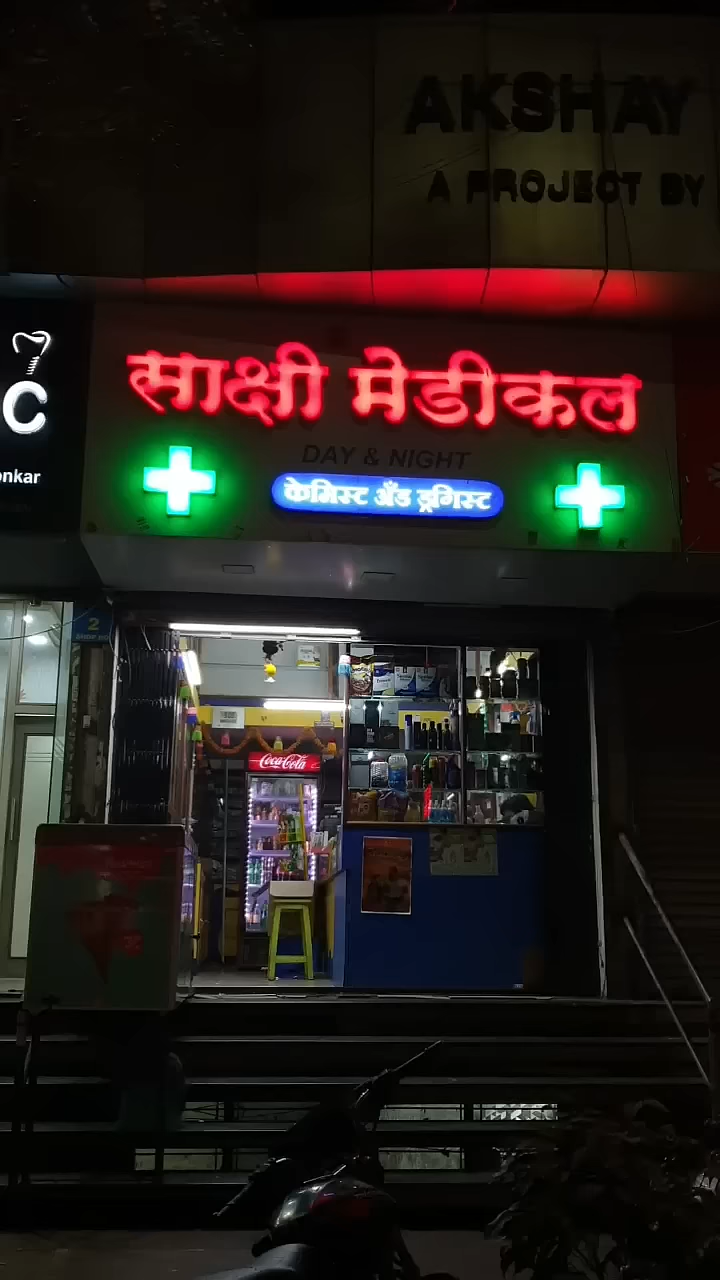 AKSHAY
A PROJECT BY
साक्षी मेडीकल
C
DAY & NIGHT
onkar
केमिस्ट अँड ड्रगिस्ट
2
Coca-Cola